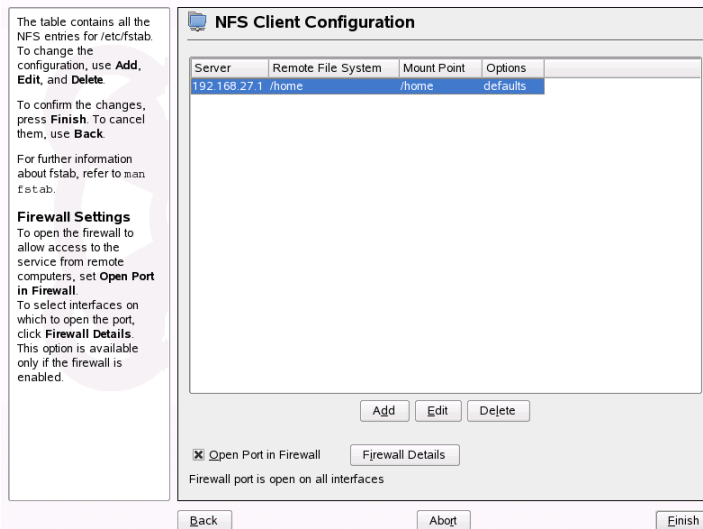 The table contains all the
NFS entries for /etc/fstab.
To change the
configuration, use Add,
Edit, and Delete.
To confirm the changes,
press Finish. To cancel
them, use Back.
For further information
about fstab, refer to man
fstab.
Firewall Settings
To open the firewall to
allow access to the
service from remote
computers, set Open Port
in Firewall.
To select interfaces on
which to open the port,
click Firewall Details.
This option is available
only if the firewall is
enabled.
NFS Client Configuration
Server Remote File System Mount Point Options
192.168.27.1 /home /home defaults
Add Edit Delete
Open Port in Firewall Firewall Details
Firewall port is open on all interfaces
Back Abort Finish